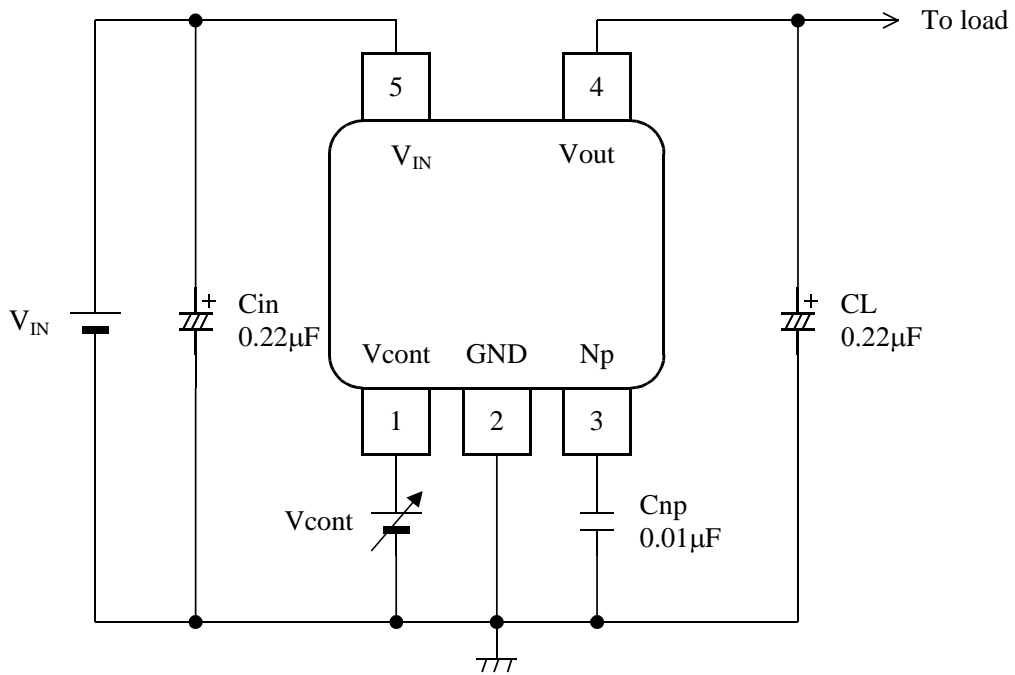 To load
5
4
V_IN
Vout
+
Cin
0.22μF
V_IN
+
CL
0.22μF
Vcont
GND
Np
1
2
3
Vcont
Cnp
0.01μF